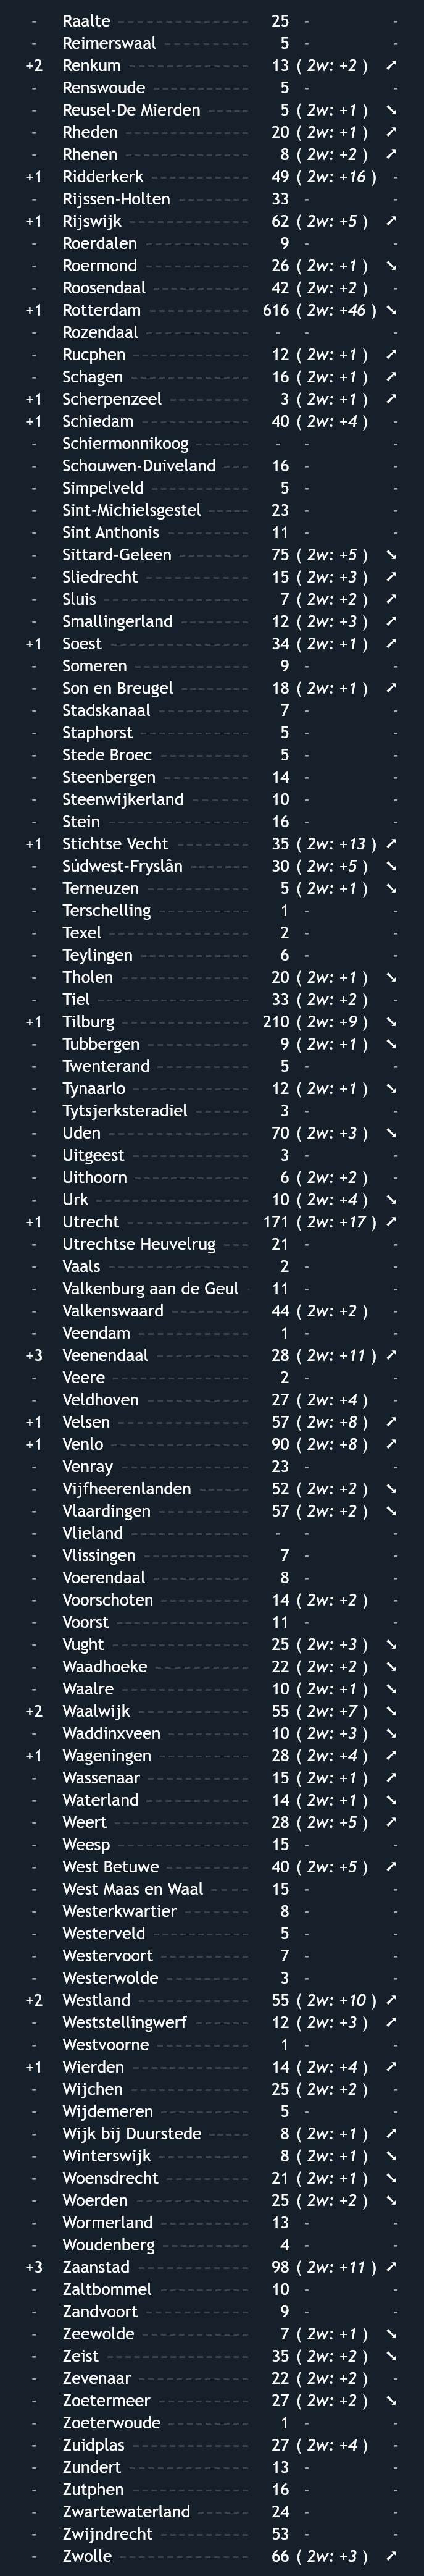 - Raalte 25 - -
- Reimerswaal 5 - -
+2 Renkum 13 ( 2w: +2 ) ➚
- Renswoude 5 - -
- Reusel-De Mierden 5 ( 2w: +1 ) ➘
- Rheden 20 ( 2w: +1 ) ➚
- Rhenen 8 ( 2w: +2 ) ➚
+1 Ridderkerk 49 ( 2w: +16 ) -
- Rijssen-Holten 33 - -
+1 Rijswijk 62 ( 2w: +5 ) ➚
- Roerdalen 9 - -
- Roermond 26 ( 2w: +1 ) ➘
- Roosendaal 42 ( 2w: +2 ) -
+1 Rotterdam 616 ( 2w: +46 ) ➘
- Rozendaal - - -
- Rucphen 12 ( 2w: +1 ) ➚
- Schagen 16 ( 2w: +1 ) ➚
+1 Scherpenzeel 3 ( 2w: +1 ) ➚
+1 Schiedam 40 ( 2w: +4 ) -
- Schiermonnikoog - - -
- Schouwen-Duiveland 16 - -
- Simpelveld 5 - -
- Sint-Michielsgestel 23 - -
- Sint Anthonis 11 - -
- Sittard-Geleen 75 ( 2w: +5 ) ➘
- Sliedrecht 15 ( 2w: +3 ) ➚
- Sluis 7 ( 2w: +2 ) ➚
- Smallingerland 12 ( 2w: +3 ) ➚
+1 Soest 34 ( 2w: +1 ) ➚
- Someren 9 - -
- Son en Breugel 18 ( 2w: +1 ) ➚
- Stadskanaal 7 - -
- Staphorst 5 - -
- Stede Broec 5 - -
- Steenbergen 14 - -
- Steenwijkerland 10 - -
- Stein 16 - -
+1 Stichtse Vecht 35 ( 2w: +13 ) ➚
- Súdwest-Fryslân 30 ( 2w: +5 ) ➘
- Terneuzen 5 ( 2w: +1 ) ➘
- Terschelling 1 - -
- Texel 2 - -
- Teylingen 6 - -
- Tholen 20 ( 2w: +1 ) ➘
- Tiel 33 ( 2w: +2 ) -
+1 Tilburg 210 ( 2w: +9 ) ➘
- Tubbergen 9 ( 2w: +1 ) ➘
- Twenterand 5 - -
- Tynaarlo 12 ( 2w: +1 ) ➘
- Tytsjerksteradiel 3 - -
- Uden 70 ( 2w: +3 ) ➘
- Uitgeest 3 - -
- Uithoorn 6 ( 2w: +2 ) -
- Urk 10 ( 2w: +4 ) ➘
+1 Utrecht 171 ( 2w: +17 ) ➚
- Utrechtse Heuvelrug 21 - -
- Vaals 2 - -
- Valkenburg aan de Geul 11 - -
- Valkenswaard 44 ( 2w: +2 ) -
- Veendam 1 - -
+3 Veenendaal 28 ( 2w: +11 ) ➚
- Veere 2 - -
- Veldhoven 27 ( 2w: +4 ) -
+1 Velsen 57 ( 2w: +8 ) ➚
+1 Venlo 90 ( 2w: +8 ) ➚
- Venray 23 - -
- Vijfheerenlanden 52 ( 2w: +2 ) ➘
- Vlaardingen 57 ( 2w: +2 ) ➘
- Vlieland - - -
- Vlissingen 7 - -
- Voerendaal 8 - -
- Voorschoten 14 ( 2w: +2 ) -
- Voorst 11 - -
- Vught 25 ( 2w: +3 ) ➘
- Waadhoeke 22 ( 2w: +2 ) ➘
- Waalre 10 ( 2w: +1 ) ➘
+2 Waalwijk 55 ( 2w: +7 ) ➘
- Waddinxveen 10 ( 2w: +3 ) ➘
+1 Wageningen 28 ( 2w: +4 ) ➚
- Wassenaar 15 ( 2w: +1 ) ➚
- Waterland 14 ( 2w: +1 ) ➘
- Weert 28 ( 2w: +5 ) ➚
- Weesp 15 - -
- West Betuwe 40 ( 2w: +5 ) ➚
- West Maas en Waal 15 - -
- Westerkwartier 8 - -
- Westerveld 5 - -
- Westervoort 7 - -
- Westerwolde 3 - -
+2 Westland 55 ( 2w: +10 ) ➚
- Weststellingwerf 12 ( 2w: +3 ) ➚
- Westvoorne 1 - -
+1 Wierden 14 ( 2w: +4 ) ➚
- Wijchen 25 ( 2w: +2 ) -
- Wijdemeren 5 - -
- Wijk bij Duurstede 8 ( 2w: +1 ) ➚
- Winterswijk 8 ( 2w: +1 ) ➘
- Woensdrecht 21 ( 2w: +1 ) ➘
- Woerden 25 ( 2w: +2 ) ➘
- Wormerland 13 - -
- Woudenberg 4 - -
+3 Zaanstad 98 ( 2w: +11 ) ➚
- Zaltbommel 10 - -
- Zandvoort 9 - -
- Zeewolde 7 ( 2w: +1 ) ➘
- Zeist 35 ( 2w: +2 ) ➘
- Zevenaar 22 ( 2w: +2 ) -
- Zoetermeer 27 ( 2w: +2 ) ➘
- Zoeterwoude 1 - -
- Zuidplas 27 ( 2w: +4 ) -
- Zundert 13 - -
- Zutphen 16 - -
- Zwartewaterland 24 - -
- Zwijndrecht 53 - -
- Zwolle 66 ( 2w: +3 ) ➚